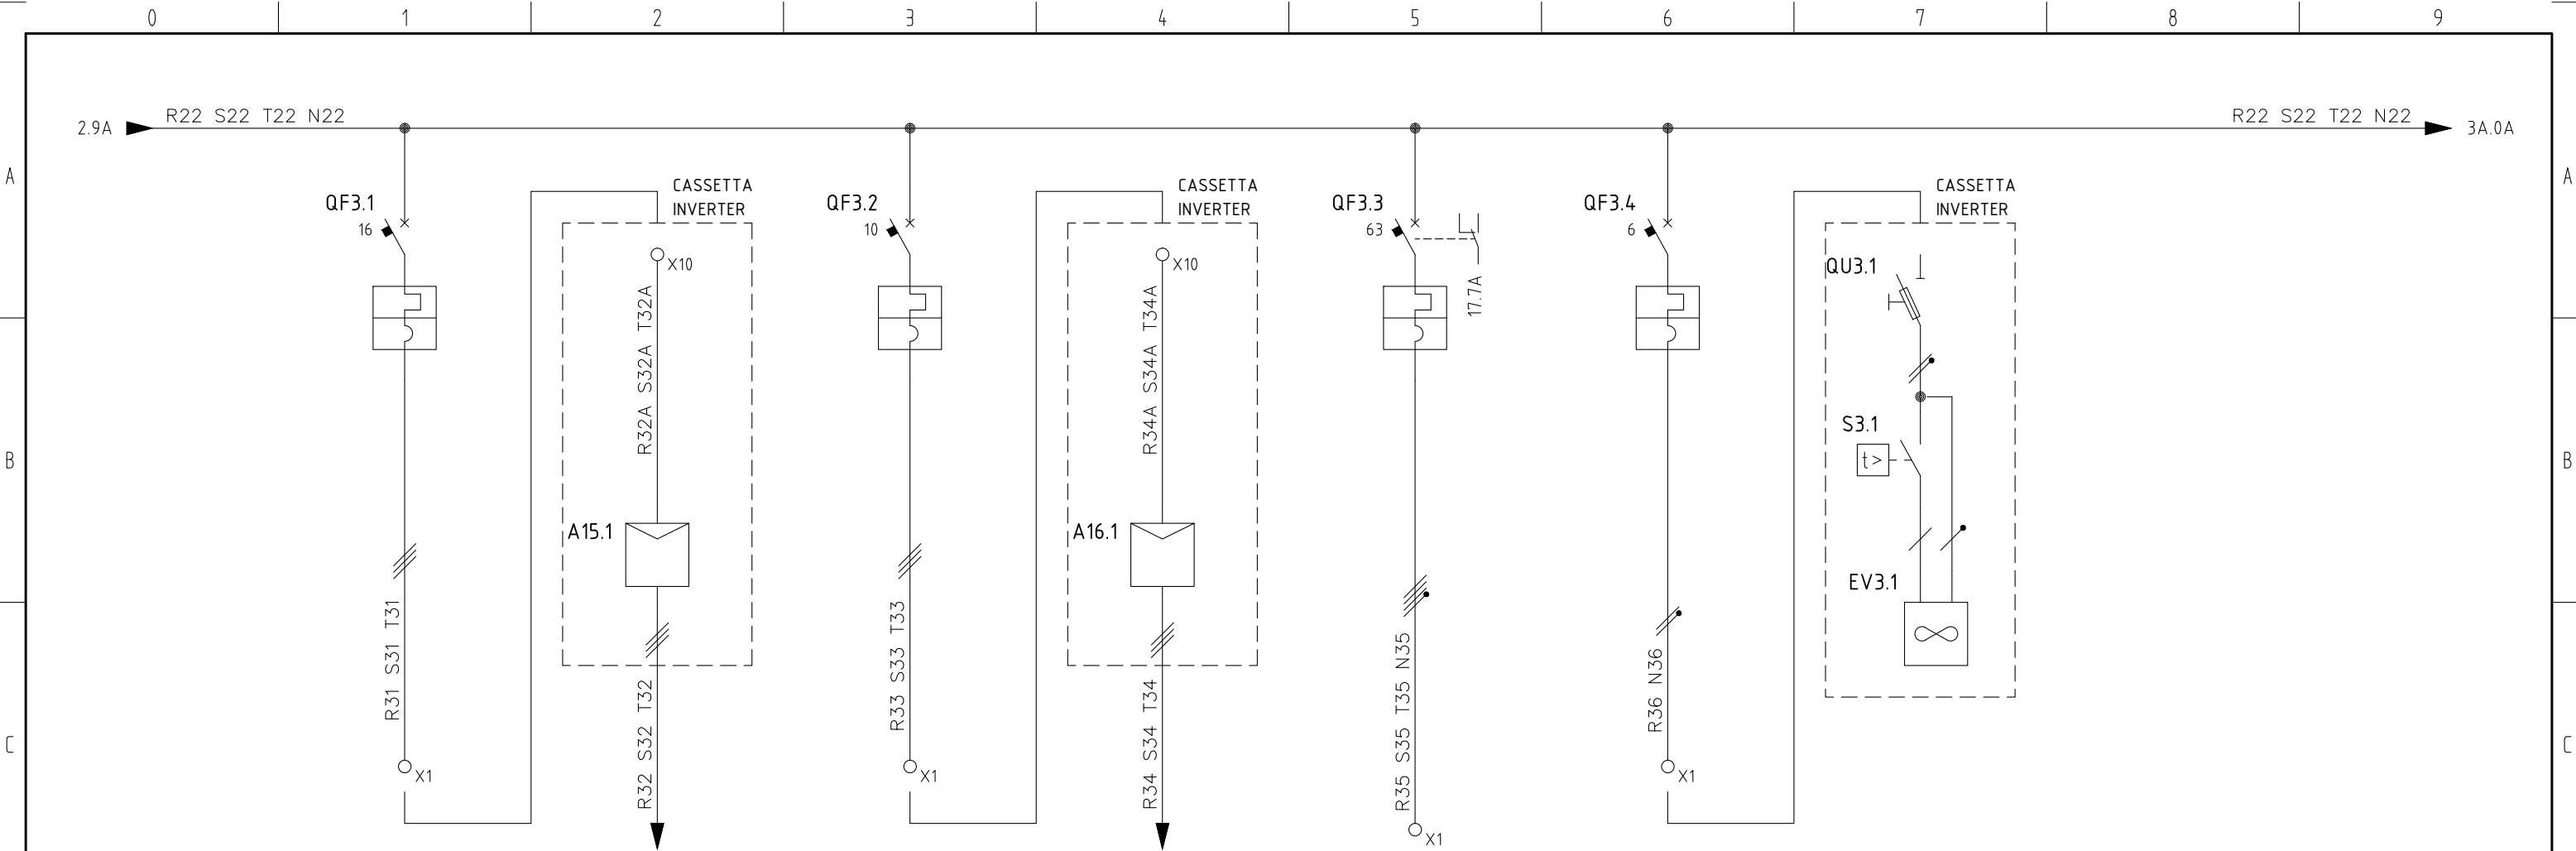 0 1 2 3 4 5 6 7 8 9
2.9A R22 S22 T22 N22 R22 S22 T22 N22 3A.0A
A A
CASSETTA CASSETTA CASSETTA
QF3.1 INVERTER QF3.2 INVERTER QF3.3 QF3.4 INVERTER
16 10 63 6
X10 X10 QU3.1
17.7A
R32A S32A T32A R34A S34A T34A
S3.1
B t> B
A15.1 A16.1
EV3.1
R31 S31 T31 R33 S33 T33 R35 S35 T35 N35 R36 N36
R32 S32 T32 R34 S34 T34
C C
X1 X1 X1
X1